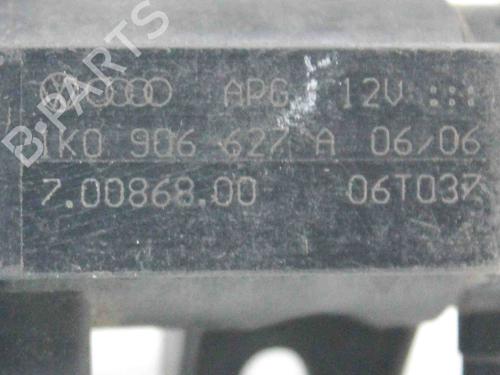 B-PARTS
APG 12V :::
1K0 906 627 A 06/06
7.00868.00 06T037